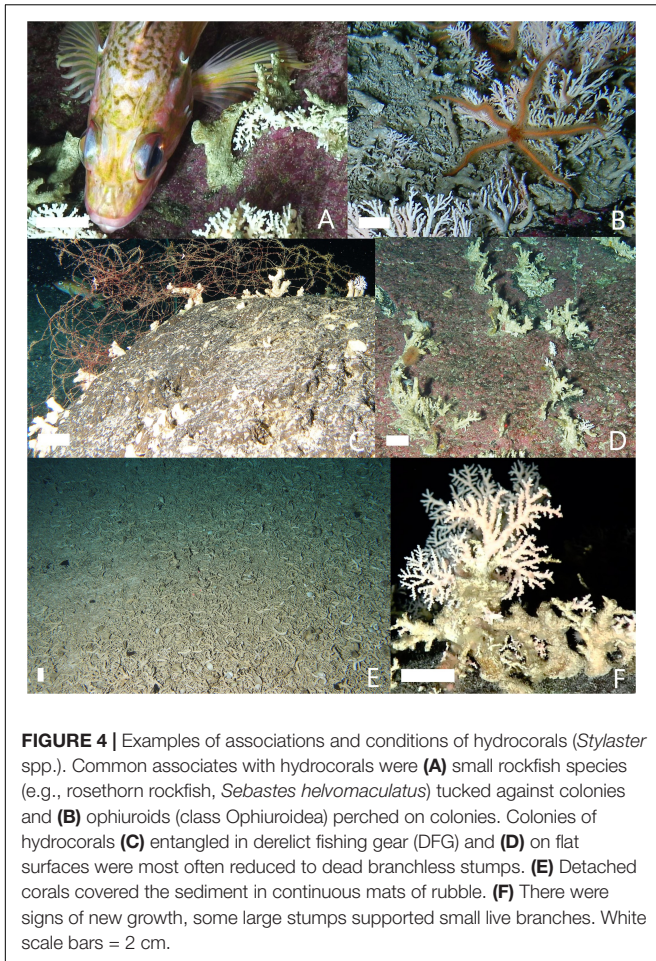 A
B
C
D
E
F
FIGURE 4 | Examples of associations and conditions of hydrocorals (Stylaster
spp.). Common associates with hydrocorals were (A) small rockfish species
(e.g., rosethorn rockfish, Sebastes helvomaculatus) tucked against colonies
and (B) ophiuroids (class Ophiuroidea) perched on colonies. Colonies of
hydrocorals (C) entangled in derelict fishing gear (DFG) and (D) on flat
surfaces were most often reduced to dead branchless stumps. (E) Detached
corals covered the sediment in continuous mats of rubble. (F) There were
signs of new growth, some large stumps supported small live branches. White
scale bars = 2 cm.